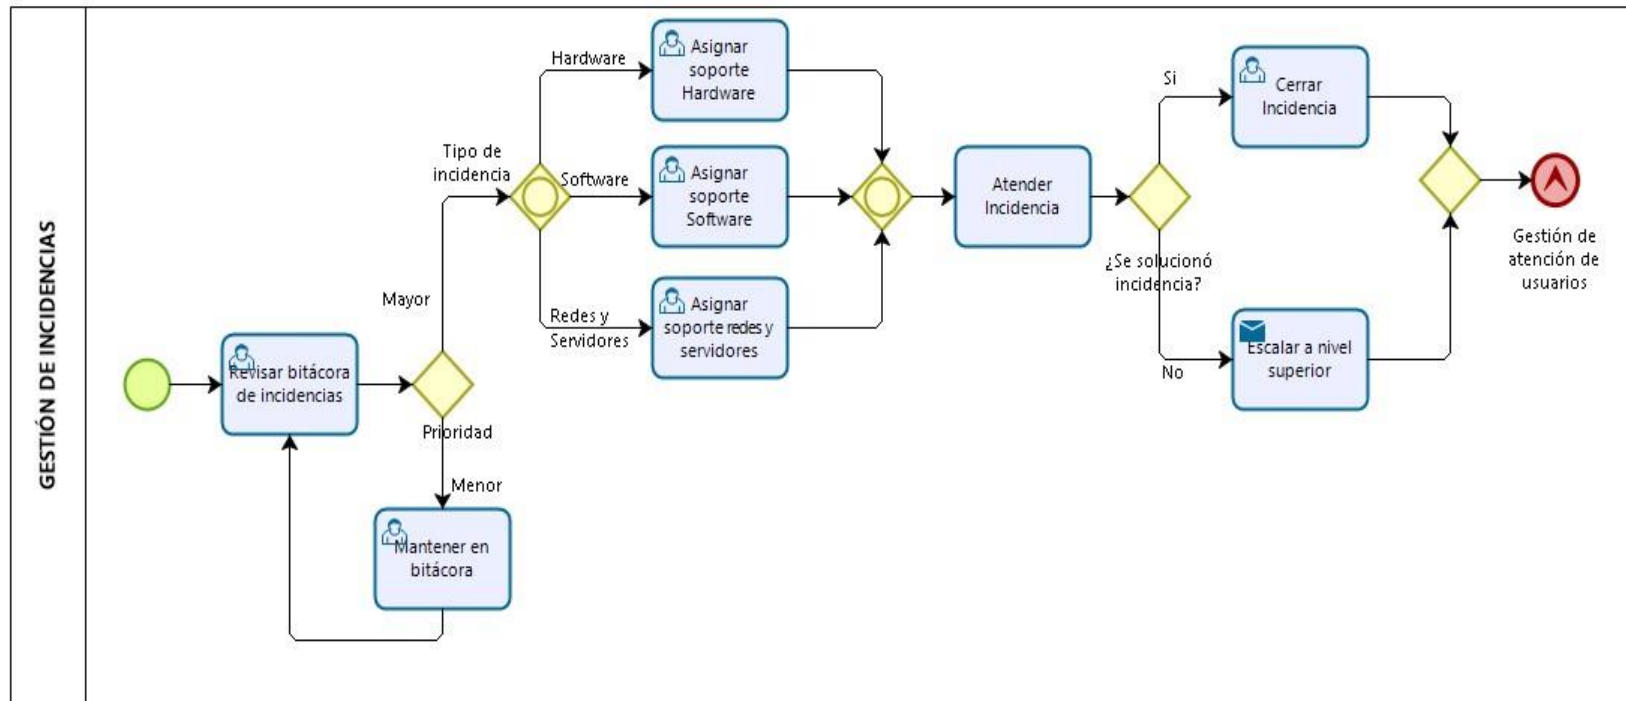 GESTIÓN DE INCIDENCIAS
Revisar bitácora
de incidencias
Prioridad
Mayor
Menor
Mantener en
bitácora
Tipo de
incidencia
Hardware
Software
Redes y
Servidores
Asignar
soporte
Hardware
Asignar
soporte
Software
Asignar
soporte redes y
servidores
Atender
Incidencia
¿Se solucionó
incidencia?
Si
No
Cerrar
Incidencia
Escalar a nivel
superior
Gestión de
atención de
usuarios